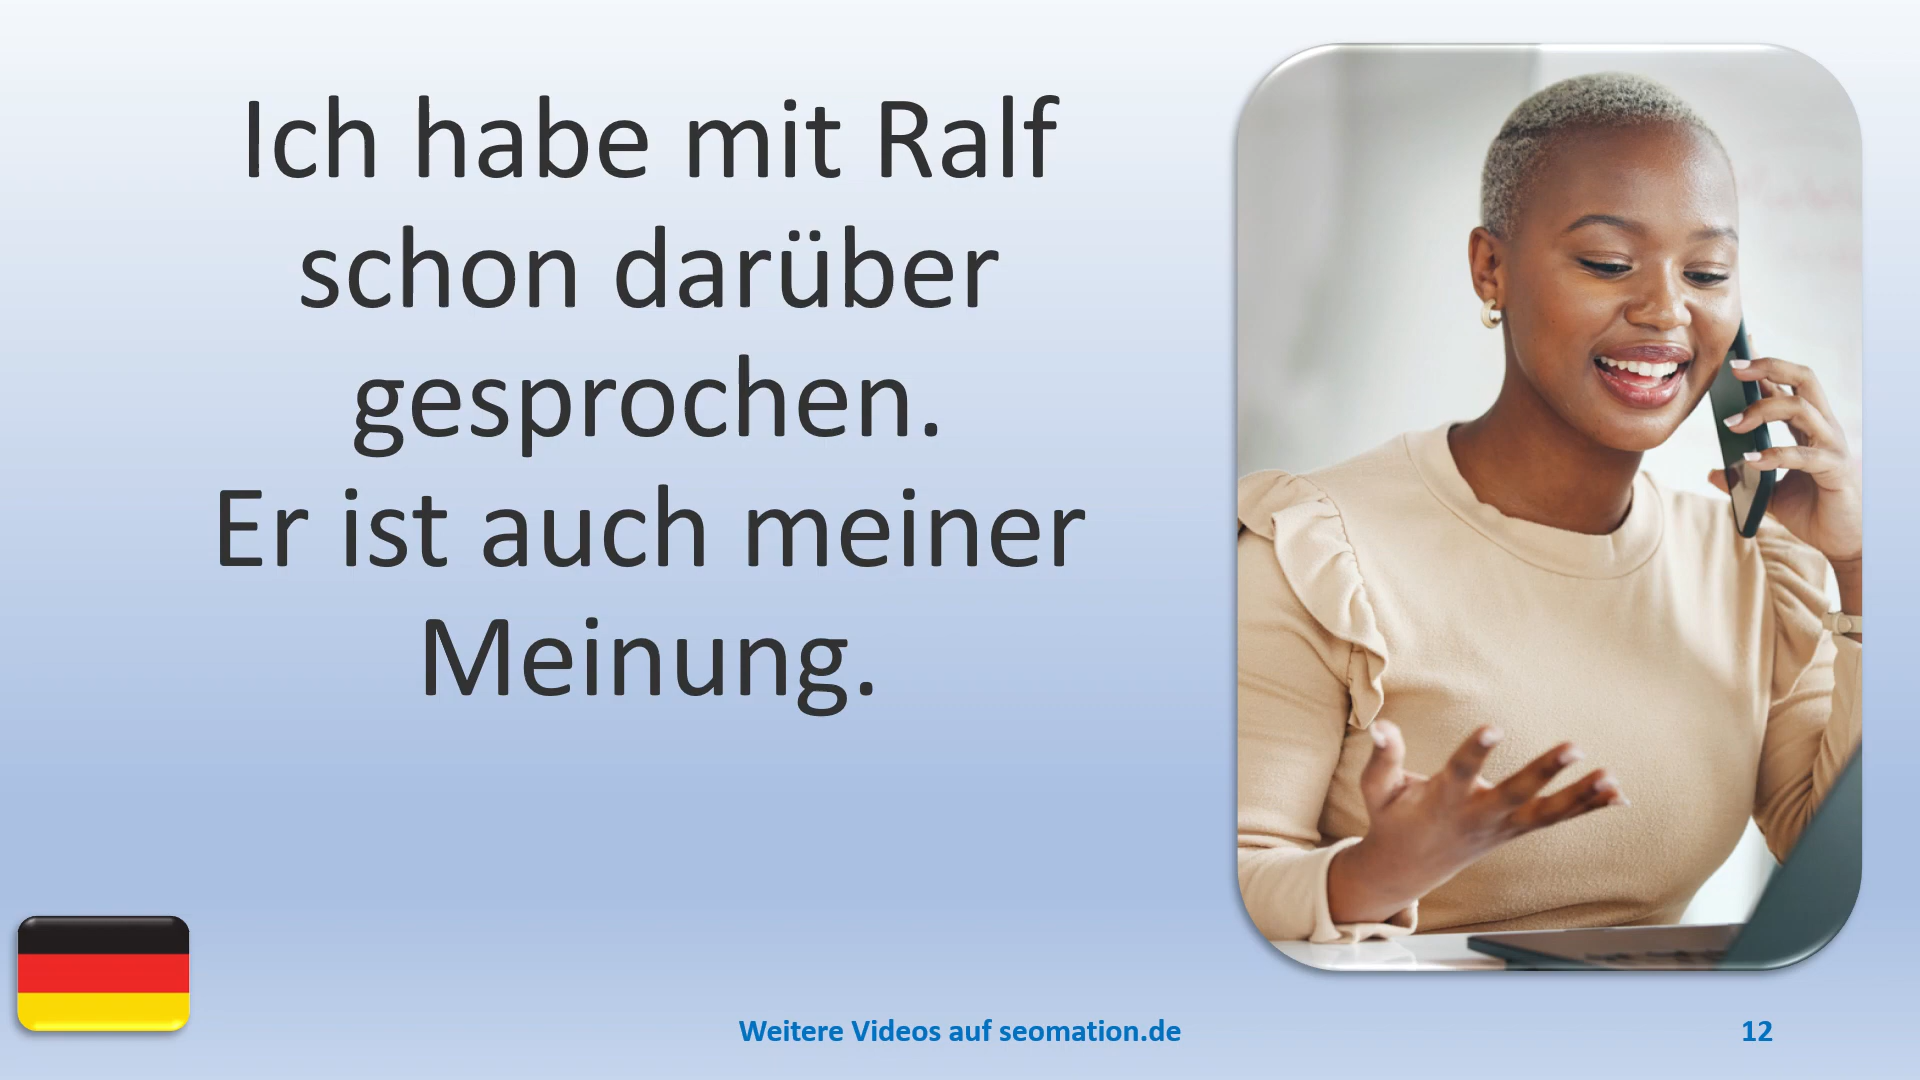 Ich habe mit Ralf
schon darüber
gesprochen.
Er ist auch meiner
Meinung.
Weitere Videos auf seomation.de
12